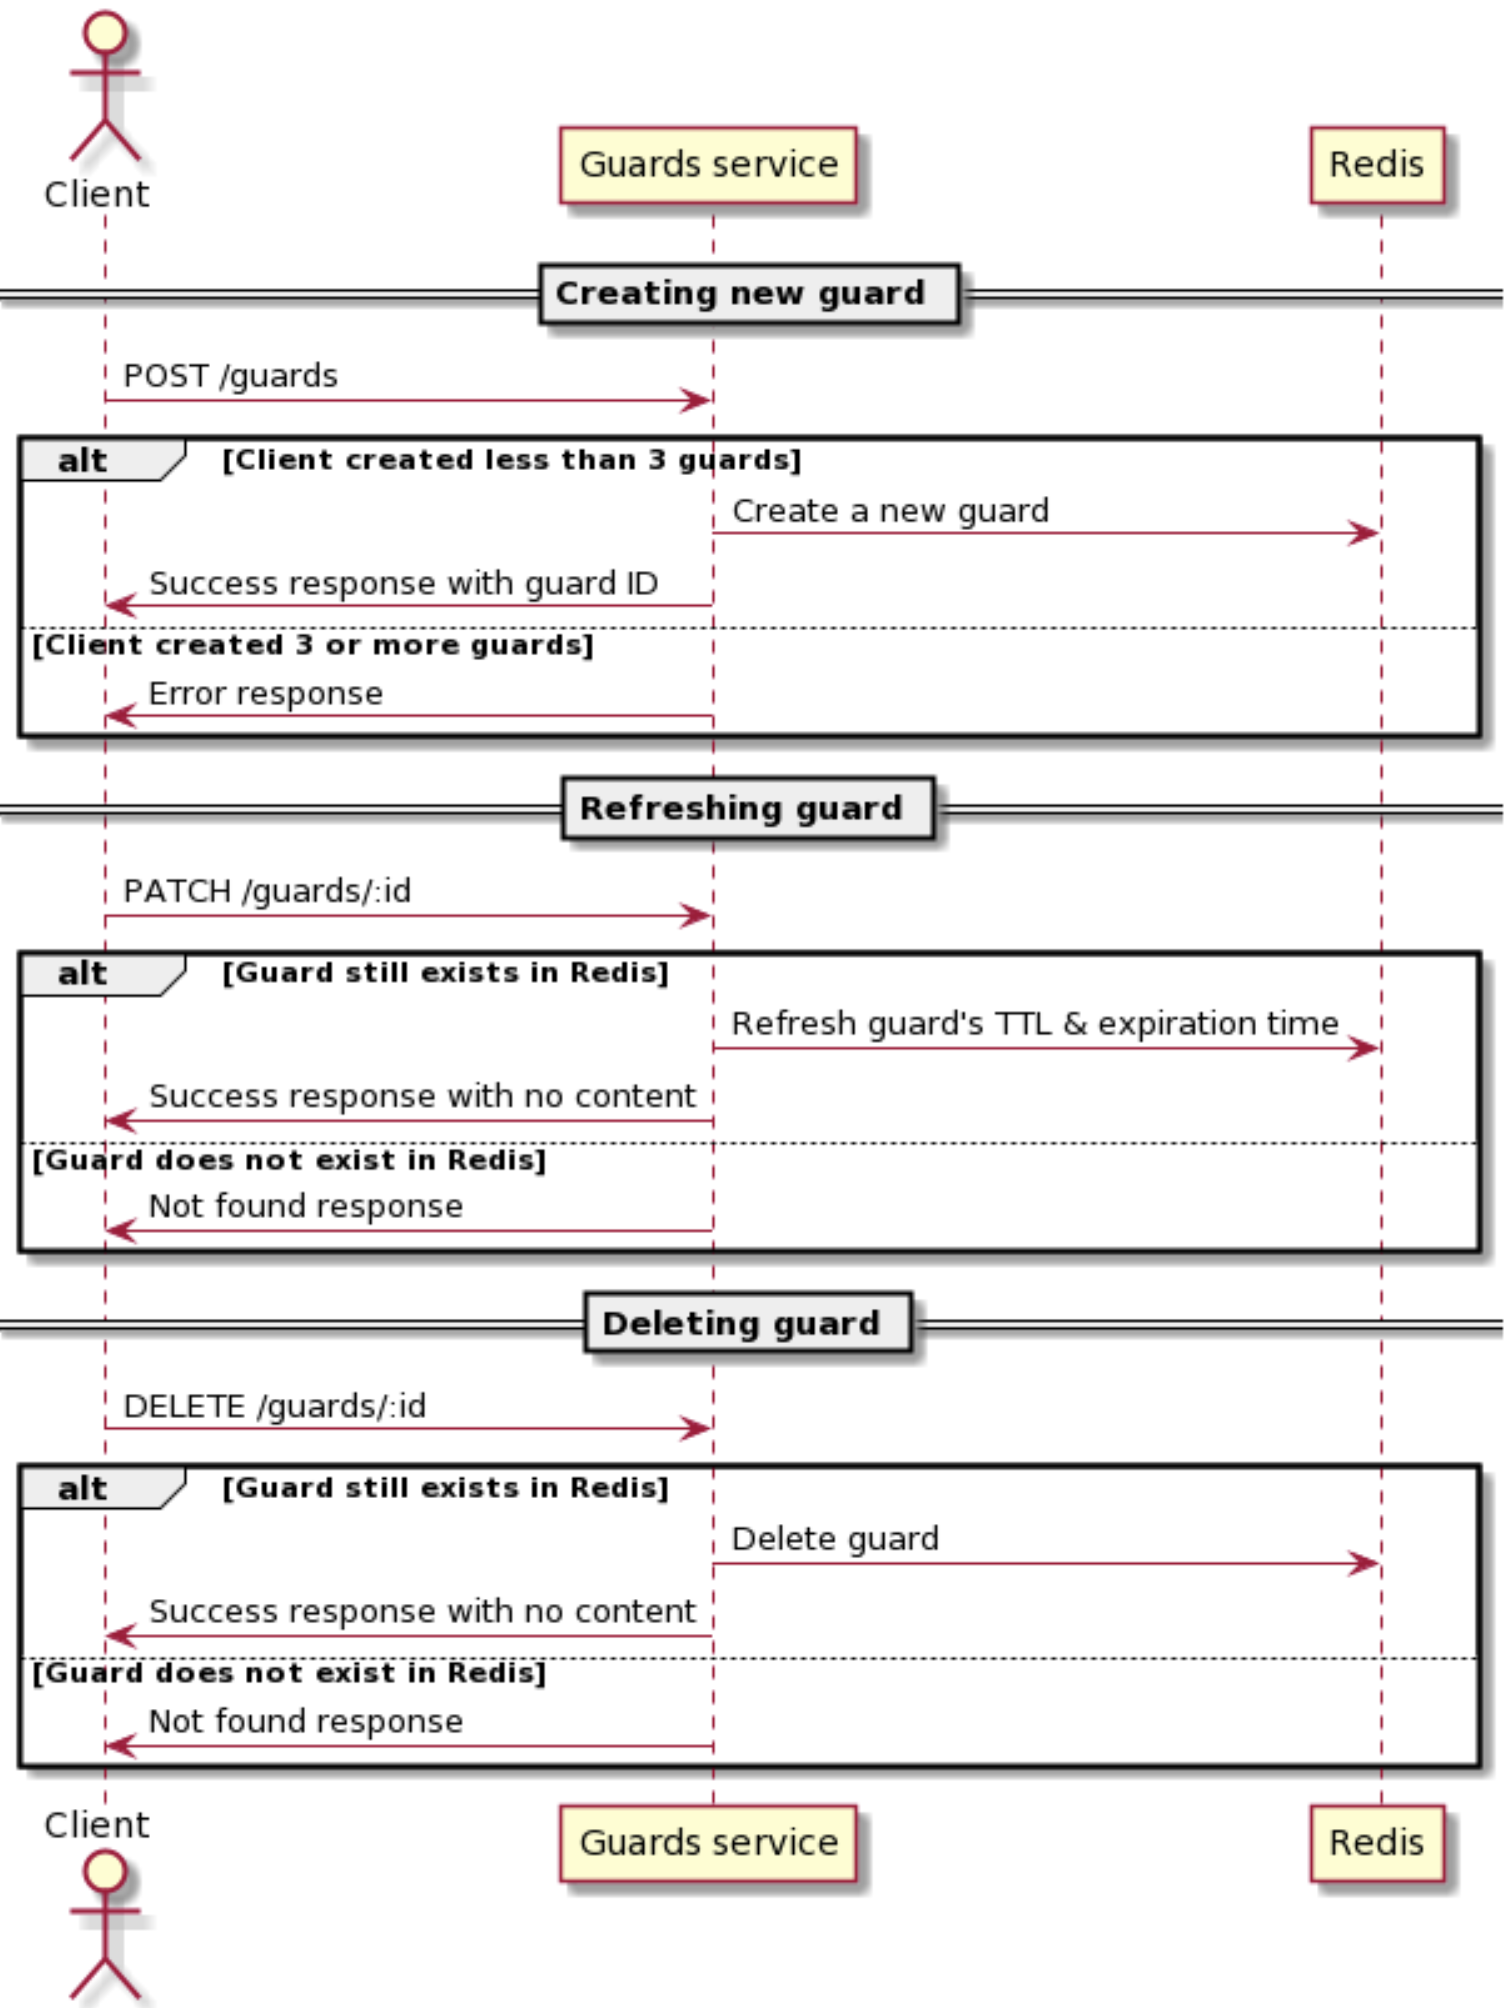 Client
Guards service
Redis
Creating new guard
POST /guards
alt
[Client created less than 3 guards]
Create a new guard
Success response with guard ID
[Client created 3 or more guards]
Error response
Refreshing guard
PATCH /guards/:id
alt
[Guard still exists in Redis]
Refresh guard's TTL & expiration time
Success response with no content
[Guard does not exist in Redis]
Not found response
Deleting guard
DELETE /guards/:id
alt
[Guard still exists in Redis]
Delete guard
Success response with no content
[Guard does not exist in Redis]
Not found response
Client
Guards service
Redis